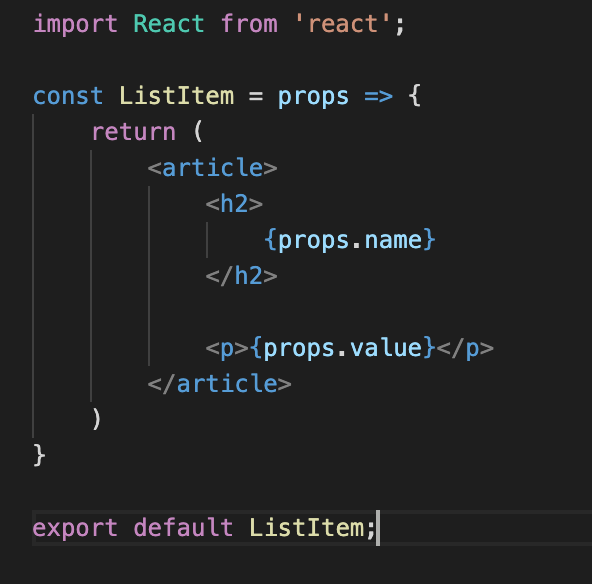 import React from 'react';
const ListItem = props => {
    return (
        <article>
            <h2>
                {props.name}
            </h2>
            <p>{props.value}</p>
        </article>
    )
}
export default ListItem;